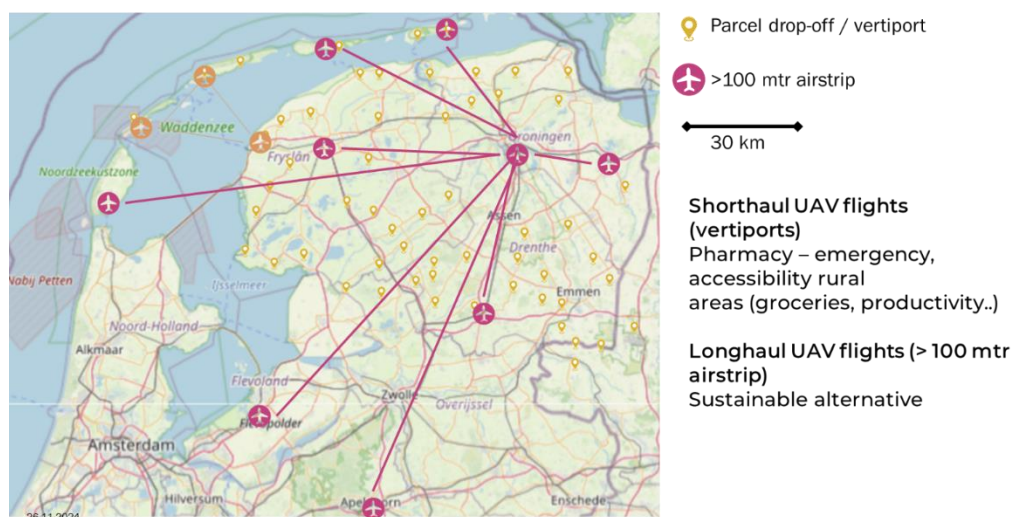 Parcel drop-off / vertiport
>100 mtr airstrip
30 km
Shorthaul UAV flights
(vertiports)
Pharmacy – emergency,
accessibility rural
areas (groceries, productivity..)
Longhaul UAV flights (> 100 mtr
airstrip)
Sustainable alternative
Waddenzee
Groningen
Fryslân
Noordzeekustzone
Assen
Drenthe
Nabij Petten
IJsselmeer
Emmen
Noord-Holland
Alkmaar
Flevoland
Zwolle
Overijssel
Amsterdam
Hilversum
Enschede
26.11.2024